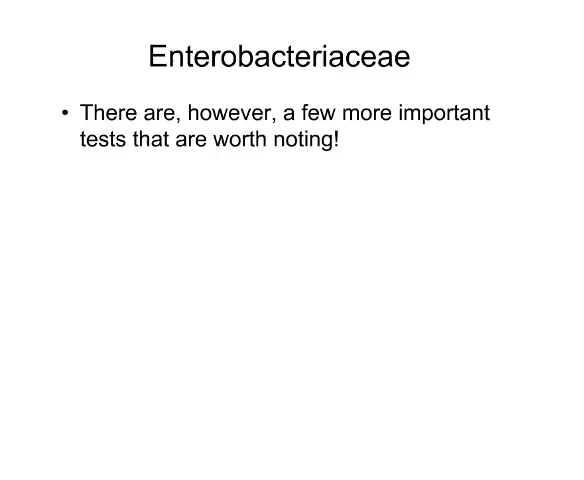 Enterobacteriaceae
• There are, however, a few more important
tests that are worth noting!